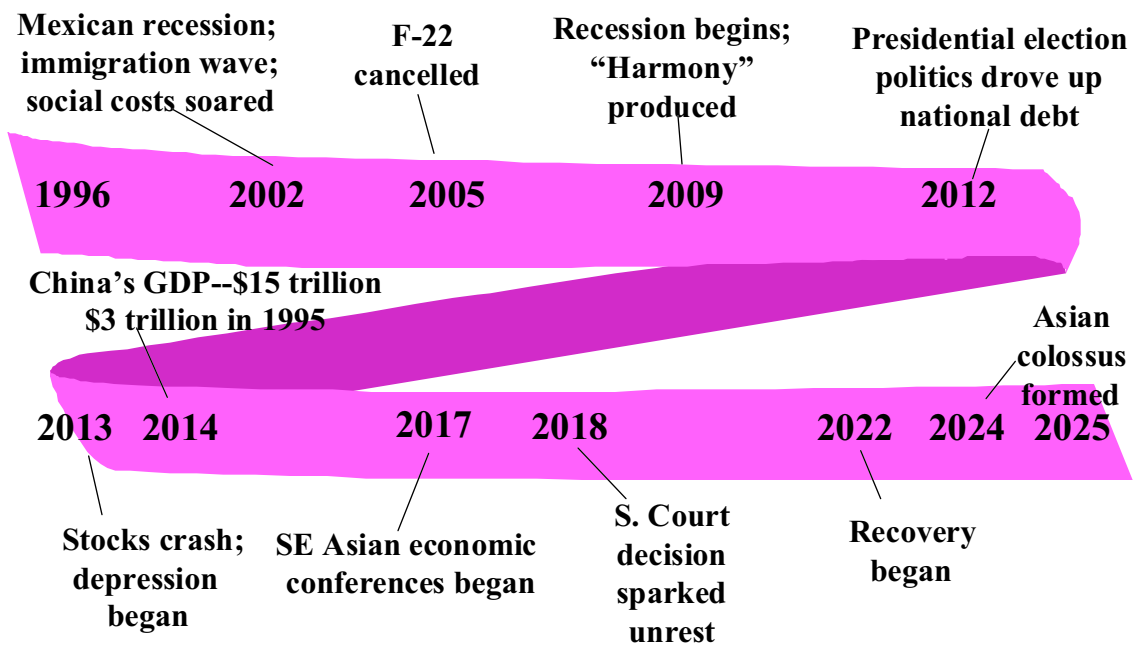 Mexican recession;
immigration wave;
social costs soared
F-22
cancelled
Recession begins;
“Harmony”
produced
Presidential election
politics drove up
national debt
1996
2002
2005
2009
2012
China’s GDP--$15 trillion
$3 trillion in 1995
Asian
colossus
formed
2013
2014
2017
2018
2022
2024
2025
Stocks crash;
depression
began
SE Asian economic
conferences began
S. Court
decision
sparked
unrest
Recovery
began